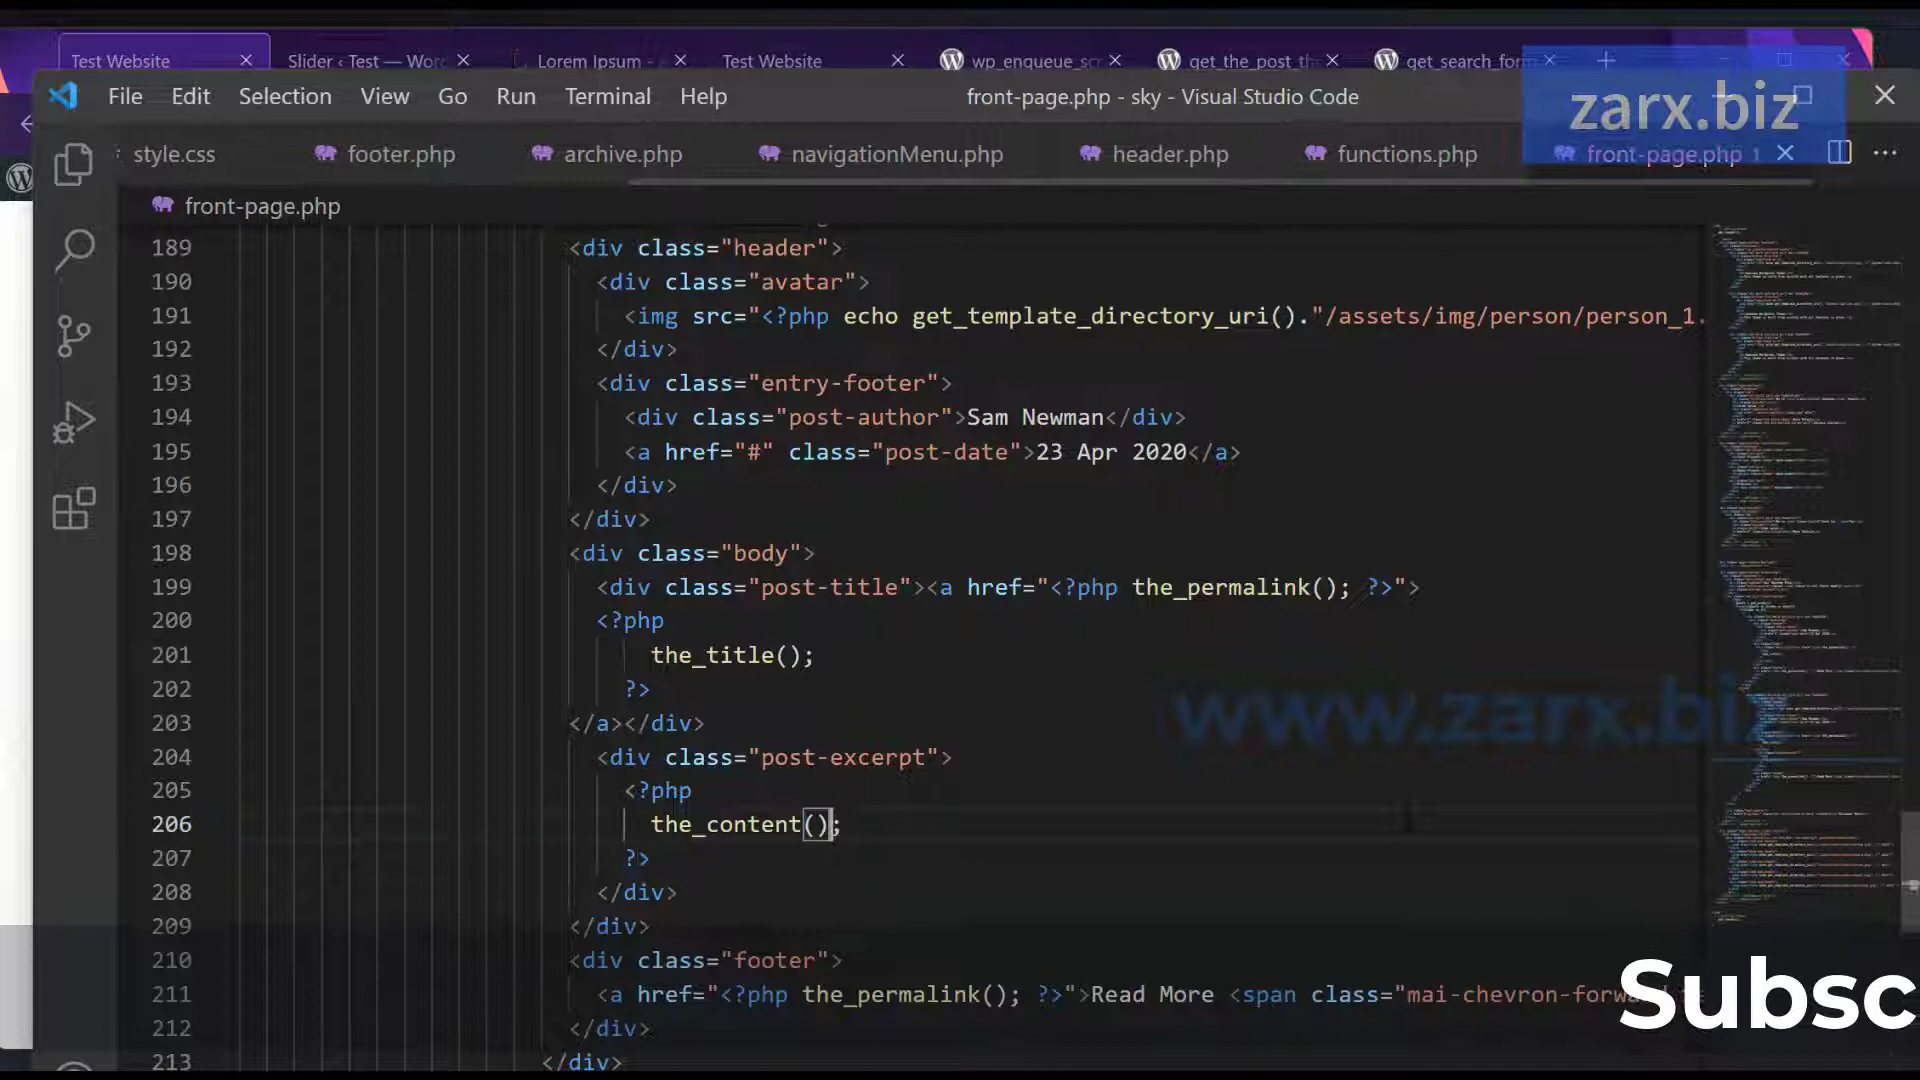 Test Website
Slider ‹ Test — Wor
Lorem Ipsum -
Test Website
wp_enqueue_scr
get_the_post_th
get_search_form
File Edit Selection View Go Run Terminal Help
front-page.php - sky - Visual Studio Code
zarx.biz
style.css
footer.php
archive.php
navigationMenu.php
header.php
functions.php
front-page.php 1
front-page.php
189 <div class="header">
190 <div class="avatar">
191 <img src="<?php echo get_template_directory_uri()."/assets/img/person/person_1.
192 </div>
193 <div class="entry-footer">
194 <div class="post-author">Sam Newman</div>
195 <a href="#" class="post-date">23 Apr 2020</a>
196 </div>
197 </div>
198 <div class="body">
199 <div class="post-title"><a href="<?php the_permalink(); ?>">
200 <?php
201 the_title();
202 ?>
203 </a></div>
204 <div class="post-excerpt">
205 <?php
206 the_content();
207 ?>
208 </div>
209 </div>
210 <div class="footer">
211 <a href="<?php the_permalink(); ?>">Read More <span class="mai-chevron-forwa
212 </div>
213 </div>
www.zarx.biz
Subsc